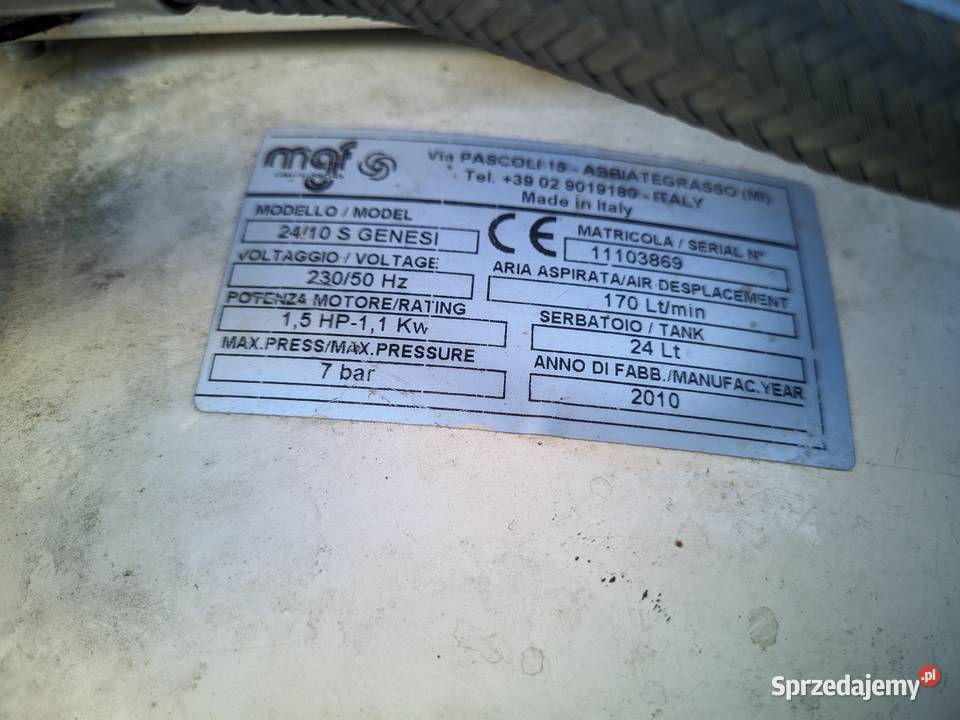 mgf
Via PASCOLI 15 - ABBIATEGRASSO (MI)
Tel. +39 02 9019180 - ITALY
Made in Italy
MODELLO / MODEL
24/10 S GENESI
CE
MATRICOLA / SERIAL N°
11103869
VOLTAGGIO / VOLTAGE
230/50 Hz
ARIA ASPIRATA/AIR DESPLACEMENT
170 Lt/min
POTENZA MOTORE/RATING
1,5 HP-1,1 Kw
SERBATOIO / TANK
24 Lt
MAX.PRESS/MAX.PRESSURE
7 bar
ANNO DI FABB./MANUFAC.YEAR
2010
Sprzedajemy.pl